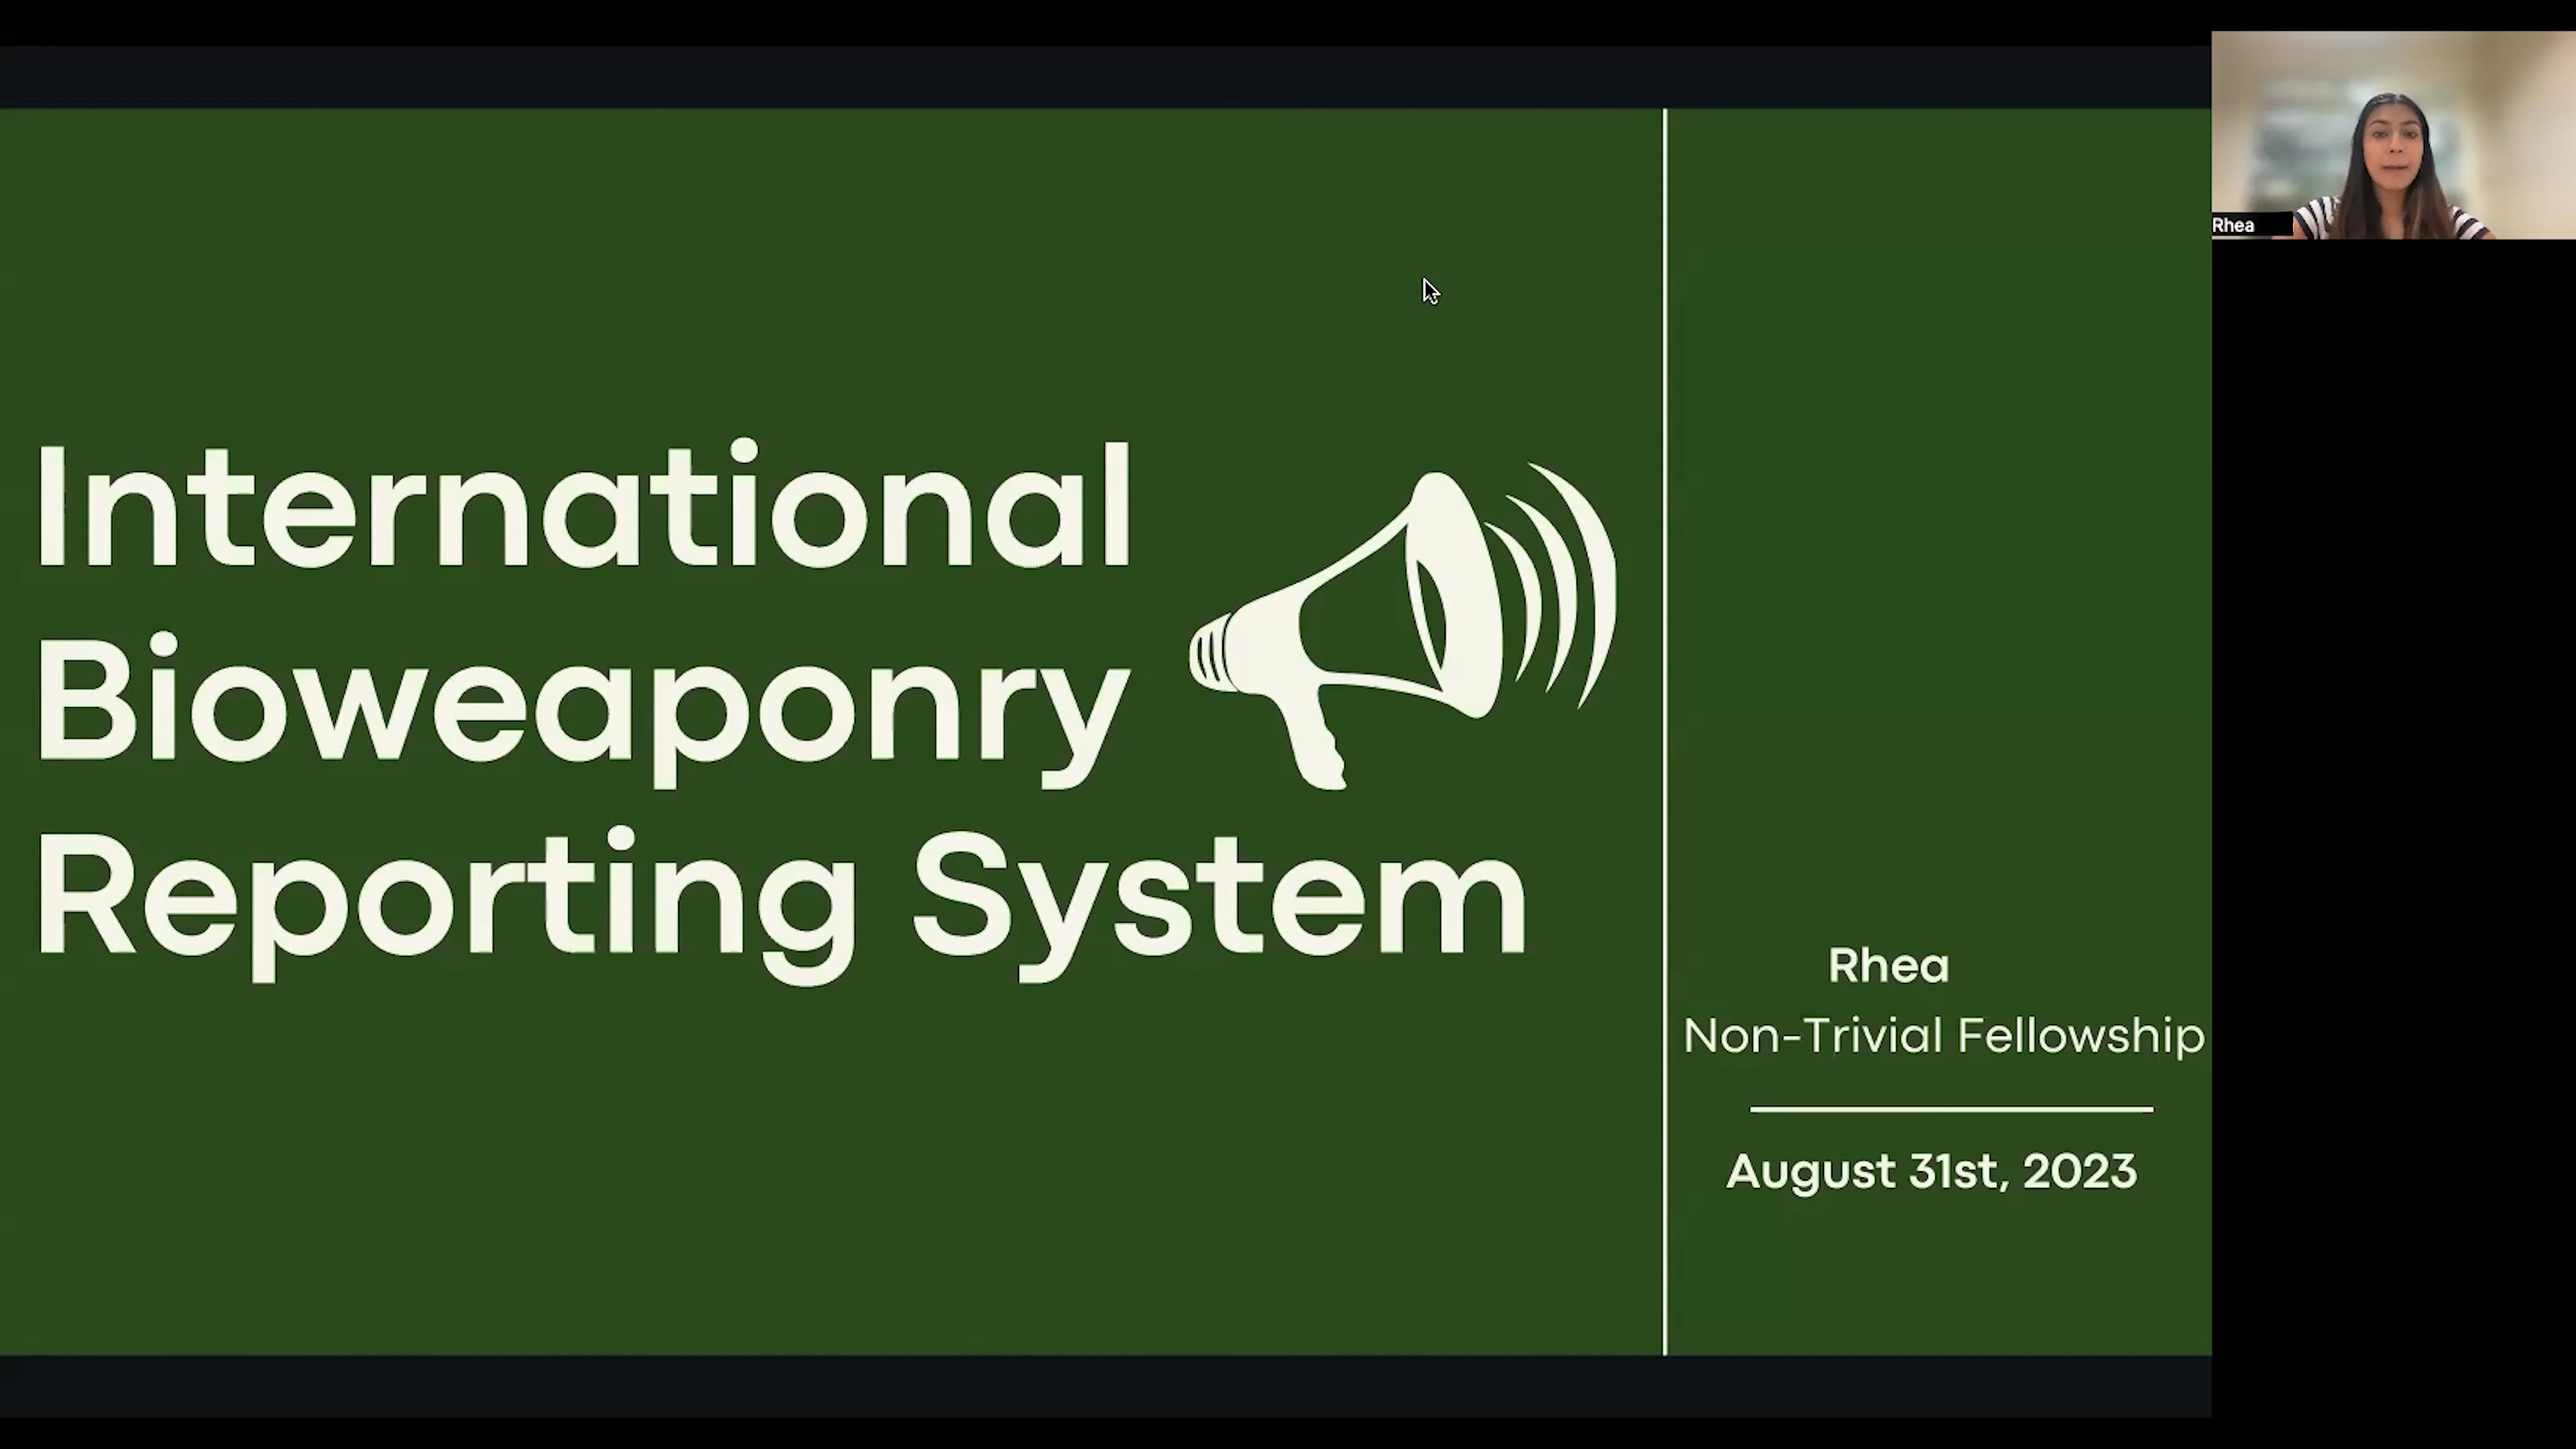 International
Bioweaponry
Reporting System
Rhea
Non-Trivial Fellowship
August 31st, 2023
Rhea